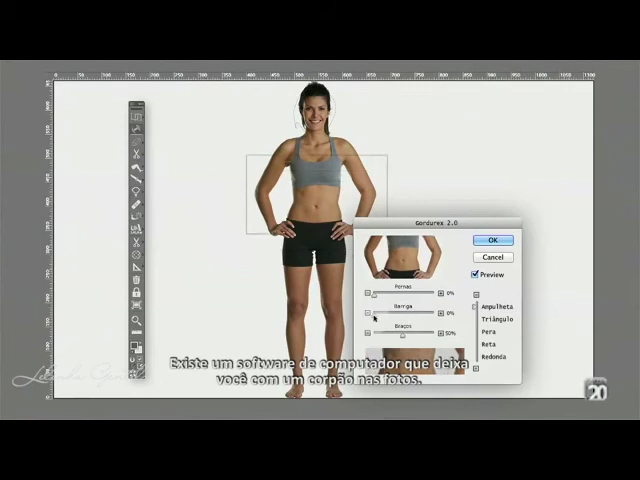 Gordurex 2.0
OK
Cancel
Preview
Pernas
0%
Barriga
0%
Braços
50%
Ampulheta
Triângulo
Pera
Reta
Redonda
Existe um software de computador que deixa
você com um corpão nas fotos.
20